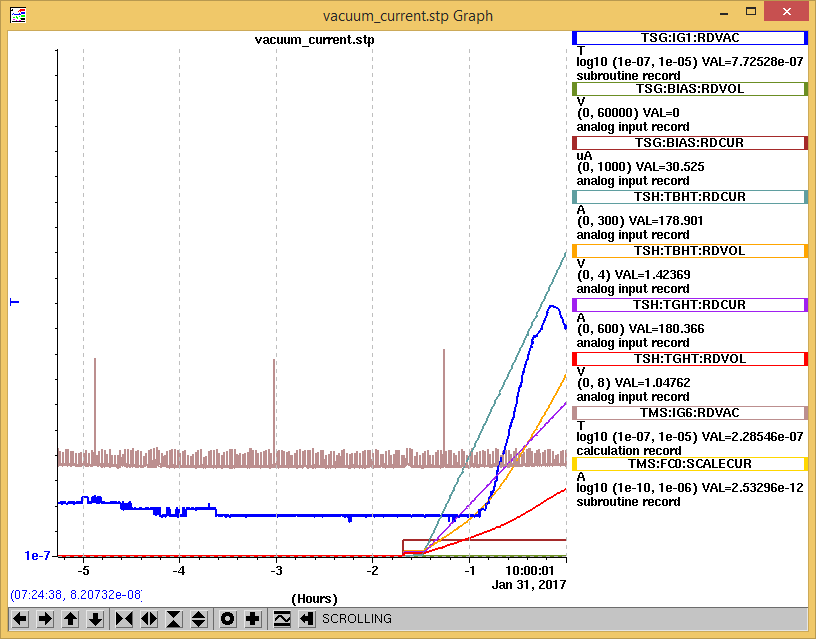 vacuum_current.stp Graph
vacuum_current.stp
T
1e-7
-5
-4
-3
-2
-1
10:00:01
Jan 31, 2017
(Hours)
(07:24:38, 8.20732e-08)
TSG:IG1:RDVAC
T
log10 (1e-07, 1e-05) VAL=7.72528e-07
subroutine record
TSG:BIAS:RDVOL
V
(0, 60000) VAL=0
analog input record
TSG:BIAS:RDCUR
uA
(0, 1000) VAL=30.525
analog input record
TSH:TBHT:RDCUR
A
(0, 300) VAL=178.901
analog input record
TSH:TBHT:RDVOL
V
(0, 4) VAL=1.42369
analog input record
TSH:TGHT:RDCUR
A
(0, 600) VAL=180.366
analog input record
TSH:TGHT:RDVOL
V
(0, 8) VAL=1.04762
analog input record
TMS:IG6:RDVAC
T
log10 (1e-07, 1e-05) VAL=2.28546e-07
calculation record
TMS:FC0:SCALECUR
A
log10 (1e-10, 1e-06) VAL=2.53296e-12
subroutine record
SCROLLING